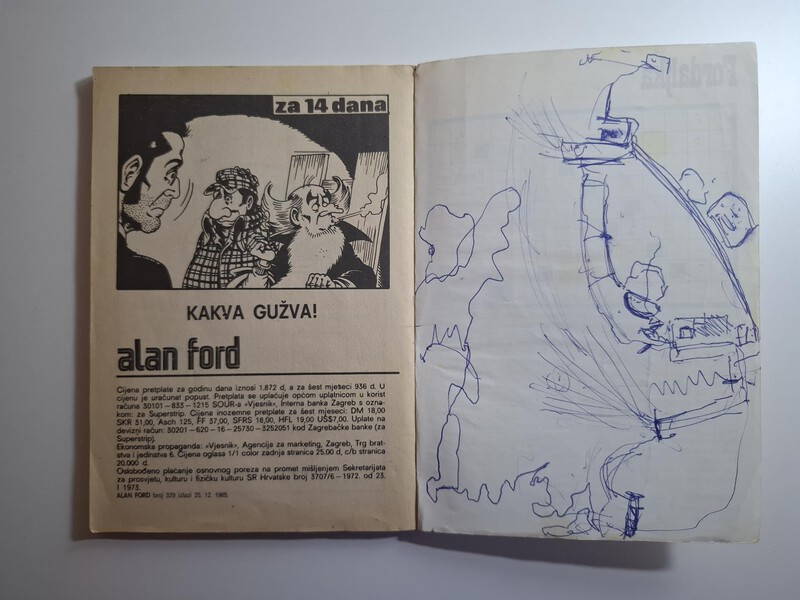 za 14 dana
KAKVA GUŽVA!
alan ford
Cijena pretplate za godinu dana iznosi 1.872 d, a za šest mjeseci 936 d. U
cijenu je uračunat popust. Pretplata se uplaćuje općom uplatnicom u korist
računa 30101—833—1215 SOUR-a »Vjesnik«, Interna banka Zagreb s ozna-
kom: za Superstrip. Cijena inozemne pretplate za šest mjeseci: DM 18,00
SKR 51,00, Asch 125, FF 37,00, SFRS 18,00, HFL 19,00 US$7,00. Uplate na
devizni račun: 30201—620—16—25730—3252051 kod Zagrebačke banke (za
Superstrip).
Ekonomska propaganda: »Vjesnik«, Agencija za marketing, Zagreb, Trg brat-
stva i jedinstva 6. Cijena oglasa 1/1 color zadnja stranica 25.00 d, c/b stranica
20.000 d.
Oslobođeno plaćanje osnovnog poreza na promet mišljenjem Sekretarijata
za prosvjetu, kulturu i fizičku kulturu SR Hrvatske broj 3707/6—1972. od 23.
I 1973.
ALAN FORD broj 329 izlazi 25. 12. 1985.
Fordaljka